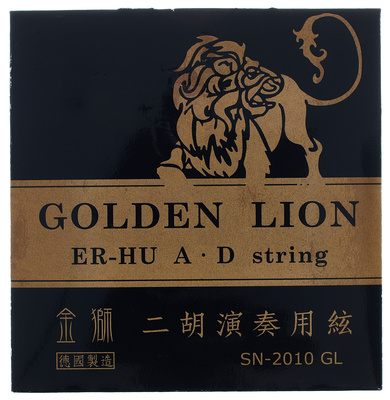 GOLDEN LION
ER-HU A · D string
金獅 二胡演奏用絃
德國製造 SN-2010 GL